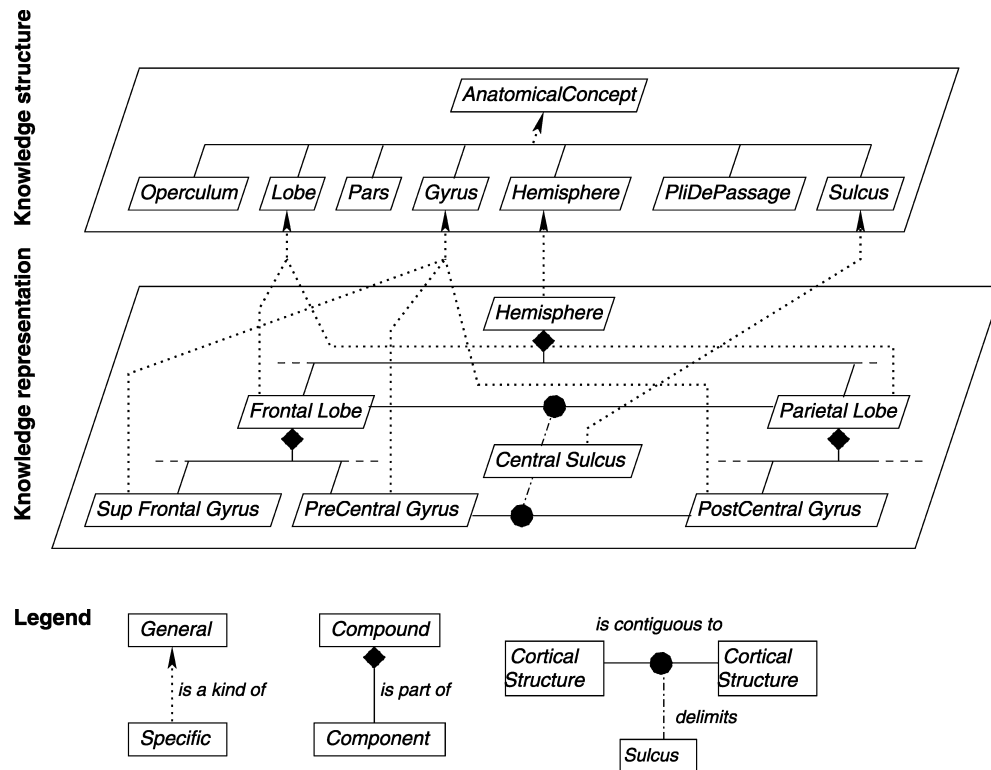 Knowledge structure
AnatomicalConcept
Operculum
Lobe
Pars
Gyrus
Hemisphere
PliDePassage
Sulcus
Knowledge representation
Hemisphere
Frontal Lobe
Parietal Lobe
Central Sulcus
Sup Frontal Gyrus
PreCentral Gyrus
PostCentral Gyrus
Legend
General
is a kind of
Specific
Compound
is part of
Component
is contiguous to
Cortical
Structure
Cortical
Structure
delimits
Sulcus